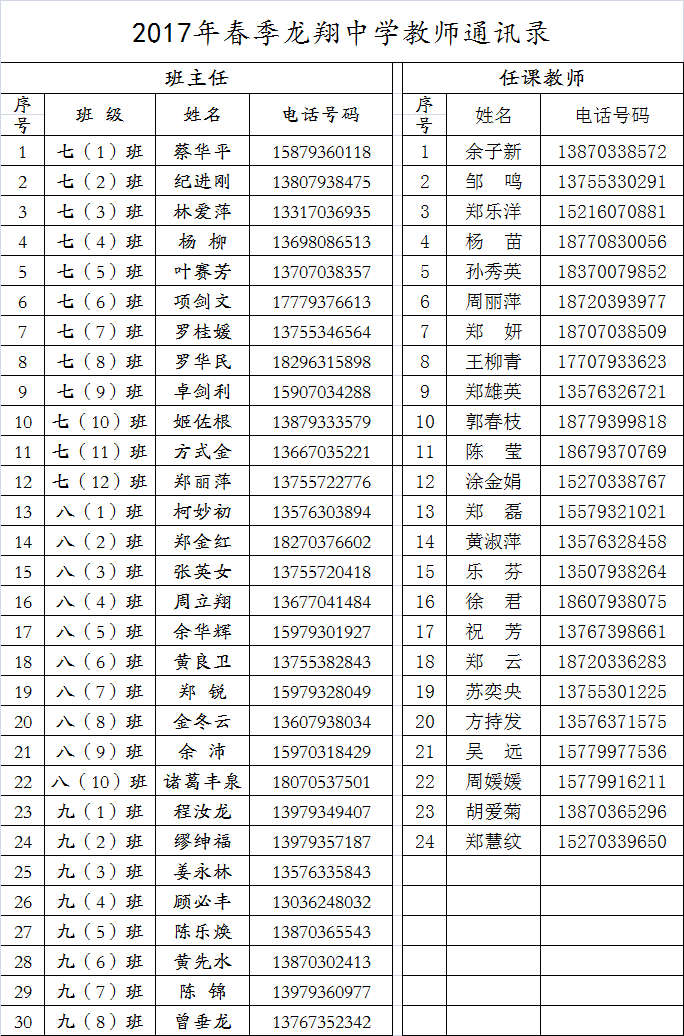 2017年春季龙翔中学教师通讯录
班主任 任课教师
序号 班 级 姓名 电话号码 序号 姓名 电话号码
1 七（1）班 蔡华平 15879360118 1 余子新 13870338572
2 七（2）班 纪进刚 13807938475 2 邹 鸣 13755330291
3 七（3）班 林爱萍 13317036935 3 郑乐洋 15216070881
4 七（4）班 杨 柳 13698086513 4 杨 苗 18770830056
5 七（5）班 叶赛芳 13707038357 5 孙秀英 18370079852
6 七（6）班 项剑文 17779376613 6 周丽萍 18720393977
7 七（7）班 罗桂媛 13755346564 7 郑 妍 18707038509
8 七（8）班 罗华民 18296315898 8 王柳青 17707933623
9 七（9）班 卓剑利 15907034288 9 郑雄英 13576326721
10 七（10）班 姬佐根 13879333579 10 郭春枝 18779399818
11 七（11）班 方式金 13667035221 11 陈 莹 18679370769
12 七（12）班 郑丽萍 13755722776 12 涂金娟 15270338767
13 八（1）班 柯妙初 13576303894 13 郑 磊 15579321021
14 八（2）班 郑金红 18270376602 14 黄淑萍 13576328458
15 八（3）班 张英女 13755720418 15 乐 芬 13507938264
16 八（4）班 周立翔 13677041484 16 徐 君 18607938075
17 八（5）班 余华辉 15979301927 17 祝 芳 13767398661
18 八（6）班 黄良卫 13755382843 18 郑 云 18720336283
19 八（7）班 郑 锐 15979328049 19 苏奕央 13755301225
20 八（8）班 金冬云 13607938034 20 方持发 13576371575
21 八（9）班 余 沛 15970318429 21 吴 远 15779977536
22 八（10）班 诸葛丰泉 18070537501 22 周媛媛 15779916211
23 九（1）班 程汝龙 13979349407 23 胡爱菊 13870365296
24 九（2）班 缪绅福 13979357187 24 郑慧纹 15270339650
25 九（3）班 姜永林 13576335843
26 九（4）班 顾必丰 13036248032
27 九（5）班 陈乐焕 13870365543
28 九（6）班 黄先水 13870302413
29 九（7）班 陈 锦 13979360977
30 九（8）班 曾垂龙 13767352342